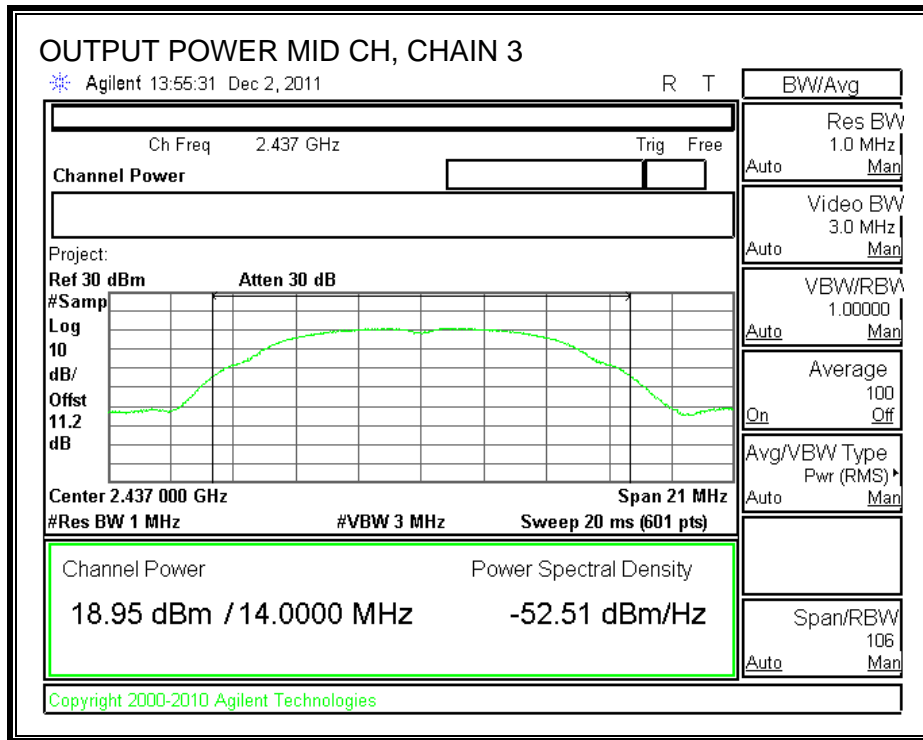 OUTPUT POWER MID CH, CHAIN 3
Agilent 13:55:31 Dec 2, 2011 R T
Ch Freq 2.437 GHz Trig Free
Channel Power
Project:
Ref 30 dBm Atten 30 dB
#Samp
Log
10
dB/
Offst
11.2
dB
Center 2.437 000 GHz Span 21 MHz
#Res BW 1 MHz #VBW 3 MHz Sweep 20 ms (601 pts)
Channel Power Power Spectral Density
18.95 dBm / 14.0000 MHz -52.51 dBm/Hz
Copyright 2000-2010 Agilent Technologies
BW/Avg
Res BW
1.0 MHz
Auto Man
Video BW
3.0 MHz
Auto Man
VBW/RBW
1.00000
Auto Man
Average
100
On Off
Avg/VBW Type
Pwr (RMS)
Auto Man
Span/RBW
106
Auto Man